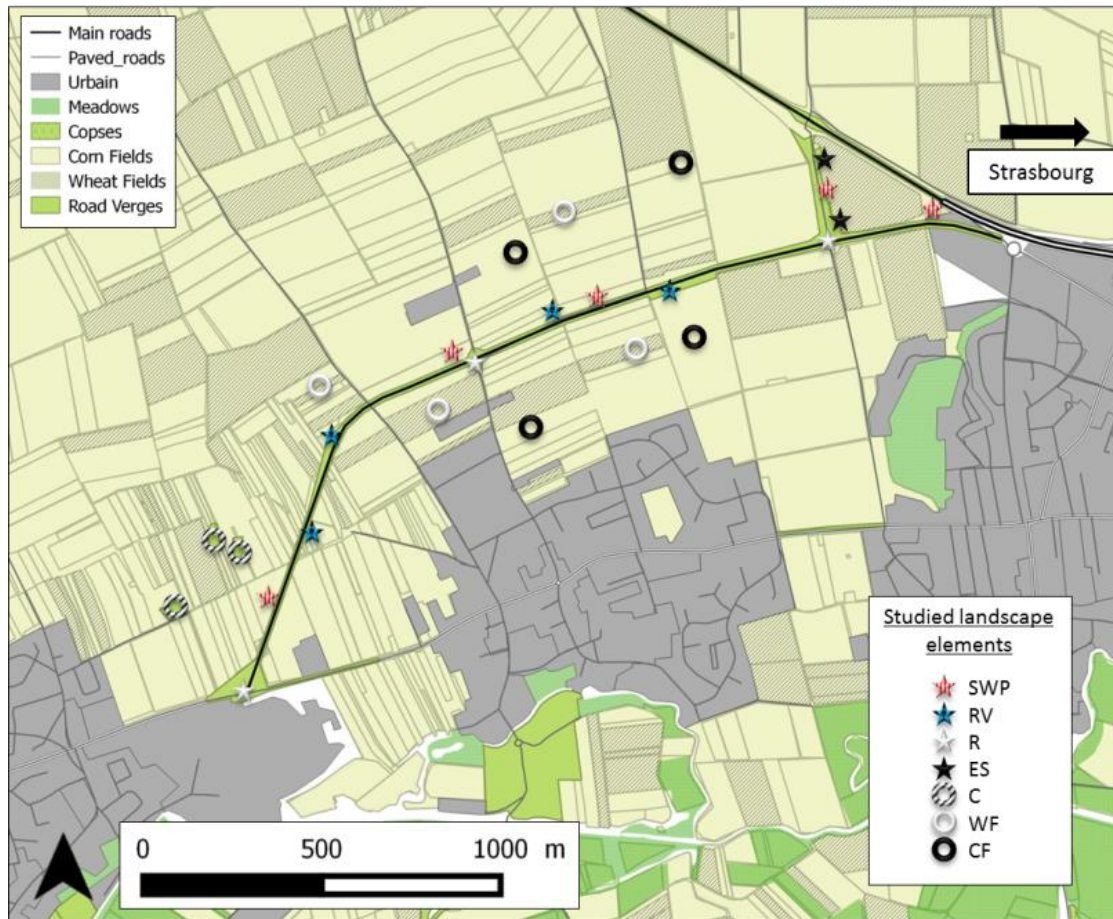 Main roads
Paved_roads
Urbain
Meadows
Copses
Corn Fields
Wheat Fields
Road Verges
Strasbourg
Studied landscape
elements
SWP
RV
R
ES
C
WF
CF
0 500 1000 m